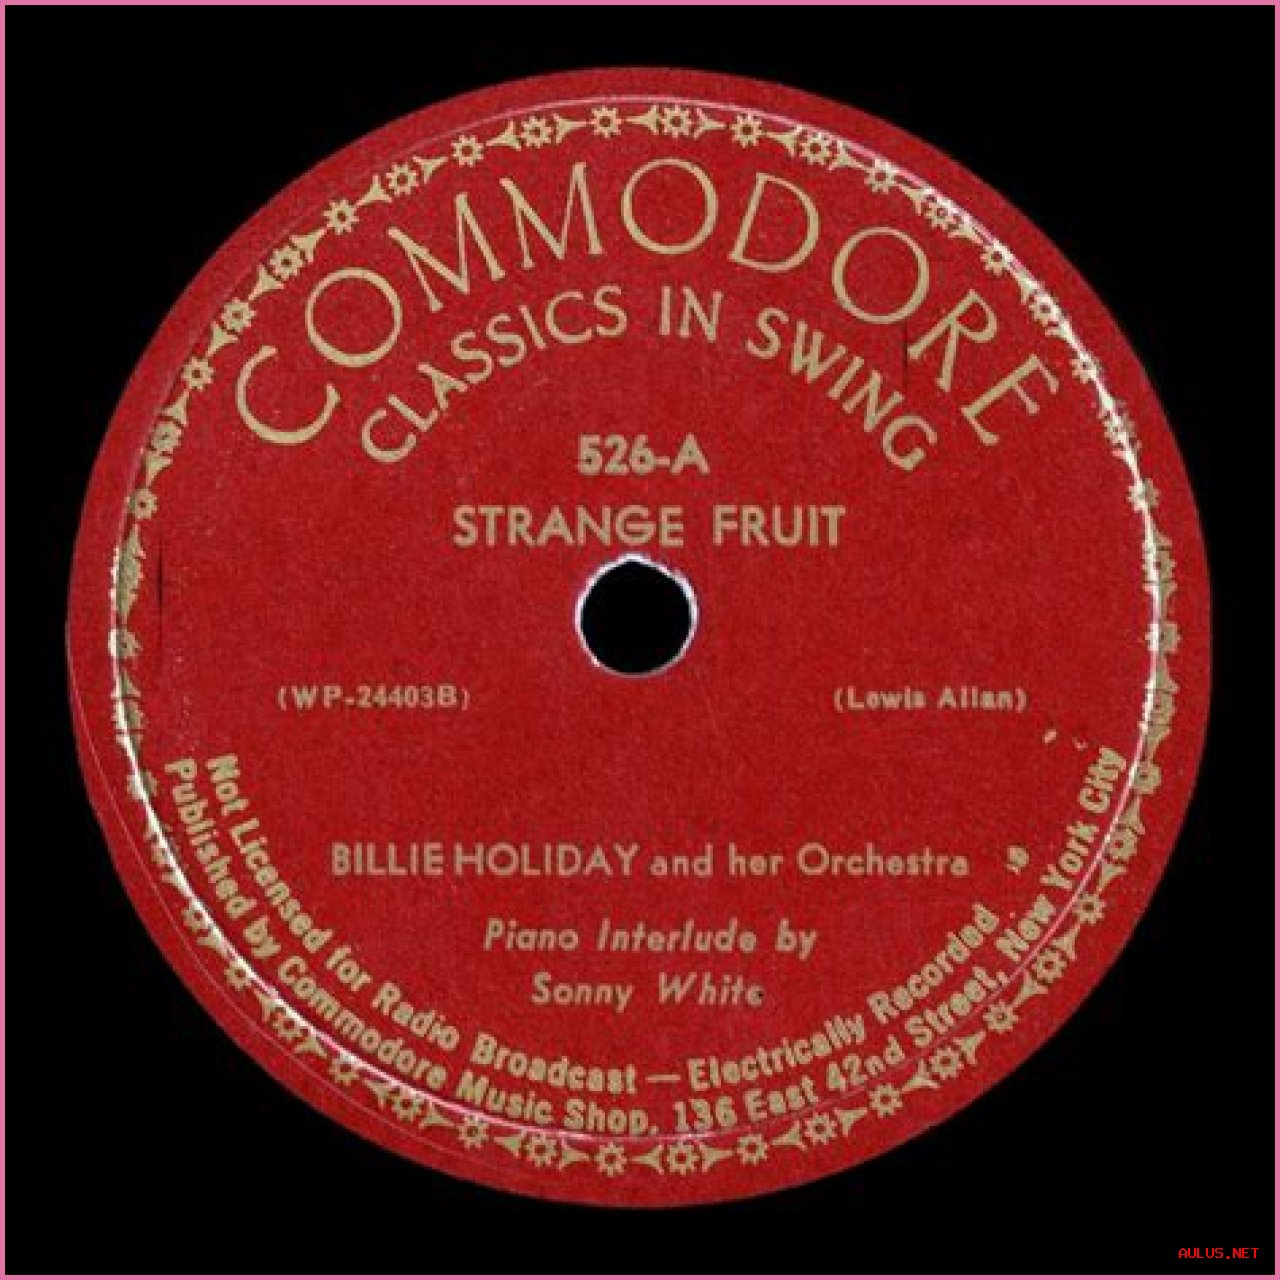 COMMODORE
CLASSICS IN SWING
526-A
STRANGE FRUIT
(WP-24403B)
(Lewis Allan)
BILLIE HOLIDAY and her Orchestra
Piano Interlude by
Sonny White
Not Licensed for Radio Broadcast — Electrically Recorded
Published by Commodore Music Shop, 136 East 42nd Street, New York City
AULUS.NET